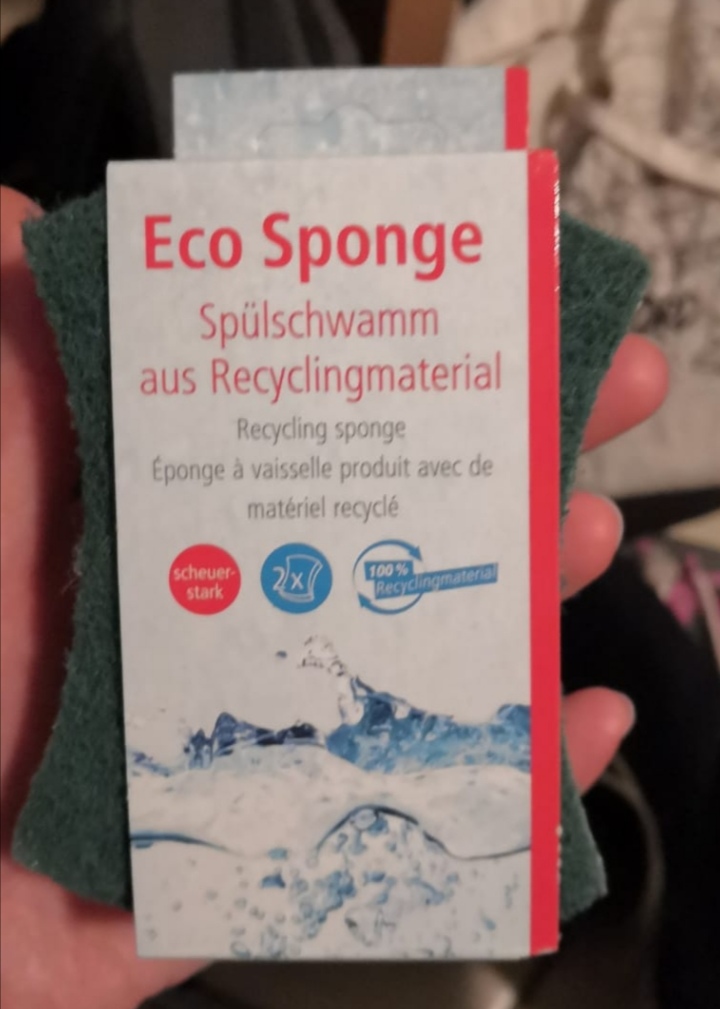 Eco Sponge
Spülschwamm
aus Recyclingmaterial
Recycling sponge
Éponge à vaisselle produit avec de
matériel recyclé
scheuer-
stark
2x
100%
Recyclingmaterial